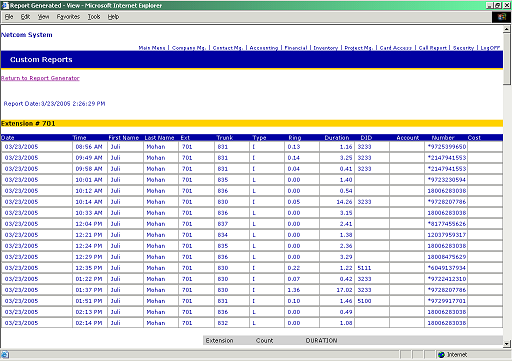 Report Generated - View - Microsoft Internet Explorer
File Edit View Favorites Tools Help
Netcom System
Main Menu | Company Mg. | Contact Mg. | Accounting | Financial | Inventory | Project Mg. | Card Access | Call Report | Security | LogOFF
Custom Reports
Return to Report Generator
Report Date:3/23/2005 2:26:29 PM
Extension # 701
Date Time First Name Last Name Ext Trunk Type Ring Duration DID Account Number Cost
03/23/2005 08:56 AM Juli Mohan 701 831 I 0.13 1.16 3233 *9725399650
03/23/2005 09:49 AM Juli Mohan 701 831 I 0.14 3.25 3233 *2147941553
03/23/2005 09:58 AM Juli Mohan 701 831 I 0.04 0.41 3233 *2147941553
03/23/2005 10:01 AM Juli Mohan 701 835 L 0.00 1.40 *9723230594
03/23/2005 10:12 AM Juli Mohan 701 836 L 0.00 0.54 18006283038
03/23/2005 10:14 AM Juli Mohan 701 830 I 0.05 14.26 3233 *9728207786
03/23/2005 10:33 AM Juli Mohan 701 836 L 0.00 3.15 18006283038
03/23/2005 12:04 PM Juli Mohan 701 837 L 0.00 2.41 *8177459626
03/23/2005 12:21 PM Juli Mohan 701 834 L 0.00 1.38 12037959317
03/23/2005 12:24 PM Juli Mohan 701 835 L 0.00 2.36 18006283038
03/23/2005 12:29 PM Juli Mohan 701 836 L 0.00 3.29 18008475629
03/23/2005 12:35 PM Juli Mohan 701 830 I 0.22 1.22 5111 *6049137934
03/23/2005 01:22 PM Juli Mohan 701 830 I 0.07 0.42 3233 *9722412310
03/23/2005 01:37 PM Juli Mohan 701 830 I 1.36 17.02 3233 *9728207786
03/23/2005 01:51 PM Juli Mohan 701 831 I 0.10 1.46 5100 *9729917701
03/23/2005 02:13 PM Juli Mohan 701 836 L 0.00 0.49 18006283038
03/23/2005 02:14 PM Juli Mohan 701 832 L 0.00 1.08 18006283038
Extension Count DURATION
Internet